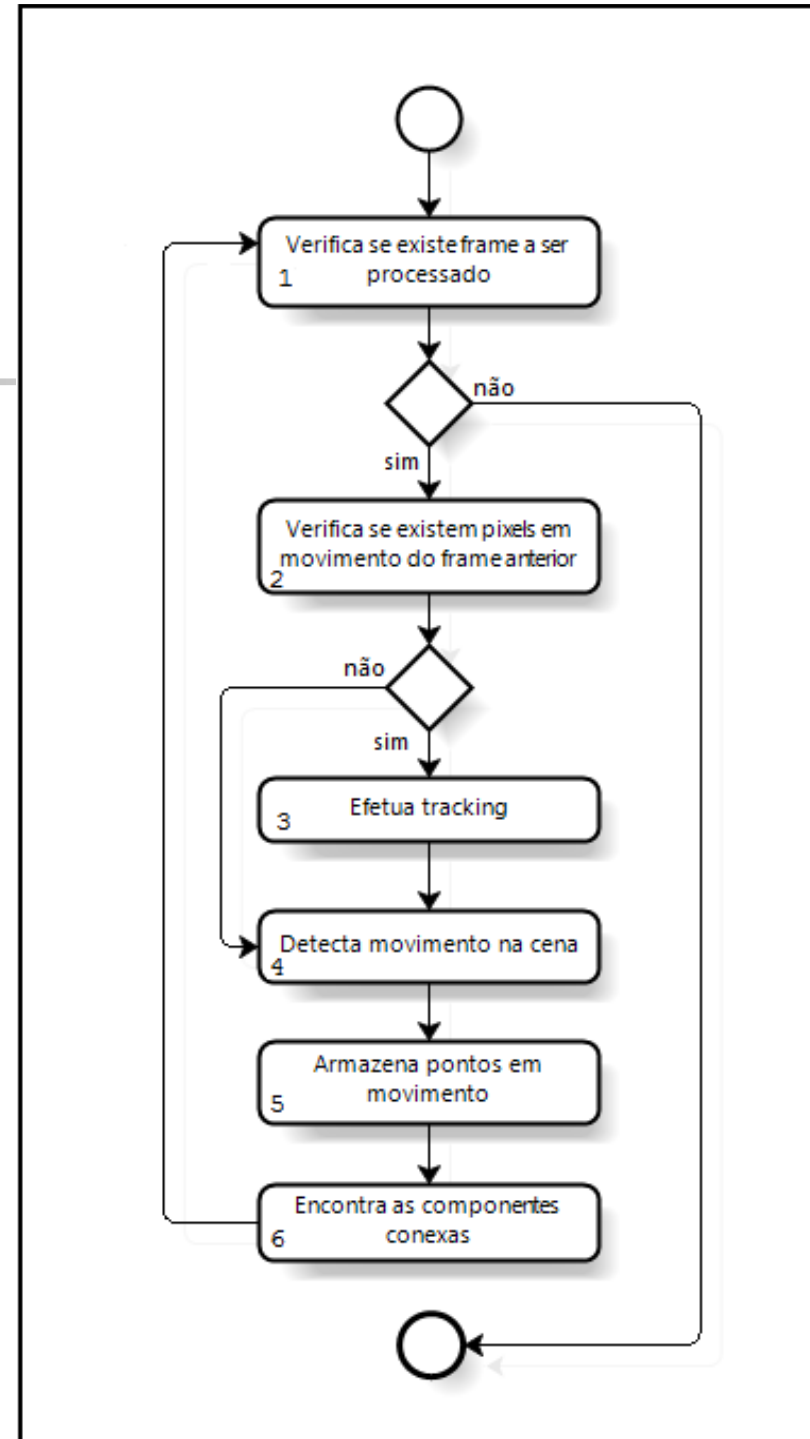 Verifica se existe frame a ser
processado
1
não
sim
Verifica se existem pixels em
movimento do frame anterior
2
não
sim
Efetua tracking
3
Detecta movimento na cena
4
Armazena pontos em
movimento
5
Encontra as componentes
conexas
6